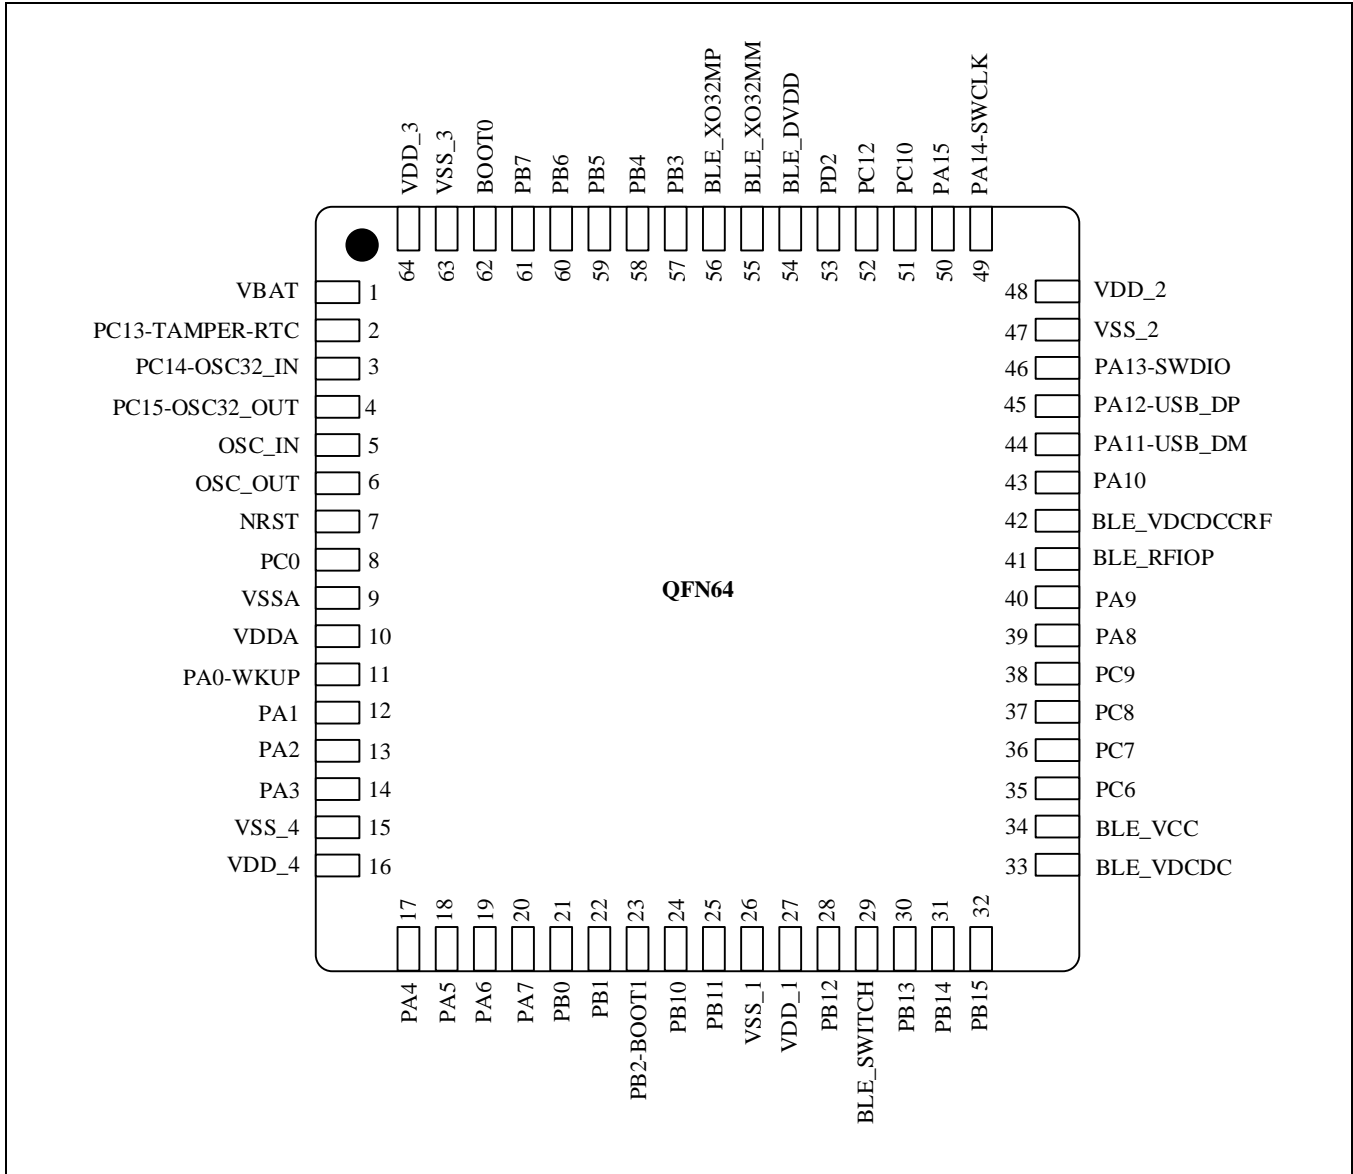 VDD_3
VSS_3
BOOT0
PB7
PB6
PB5
PB4
PB3
BLE_XO32MP
BLE_XO32MM
BLE_DVDD
PD2
PC12
PC10
PA15
PA14-SWCLK
64
63
62
61
60
59
58
57
56
55
54
53
52
51
50
49
VBAT 1
PC13-TAMPER-RTC 2
PC14-OSC32_IN 3
PC15-OSC32_OUT 4
OSC_IN 5
OSC_OUT 6
NRST 7
PC0 8
VSSA 9
VDDA 10
PA0-WKUP 11
PA1 12
PA2 13
PA3 14
VSS_4 15
VDD_4 16
QFN64
48 VDD_2
47 VSS_2
46 PA13-SWDIO
45 PA12-USB_DP
44 PA11-USB_DM
43 PA10
42 BLE_VDCDCCRF
41 BLE_RFIOP
40 PA9
39 PA8
38 PC9
37 PC8
36 PC7
35 PC6
34 BLE_VCC
33 BLE_VDCDC
17
18
19
20
21
22
23
24
25
26
27
28
29
30
31
32
PA4
PA5
PA6
PA7
PB0
PB1
PB2-BOOT1
PB10
PB11
VSS_1
VDD_1
PB12
BLE_SWITCH
PB13
PB14
PB15